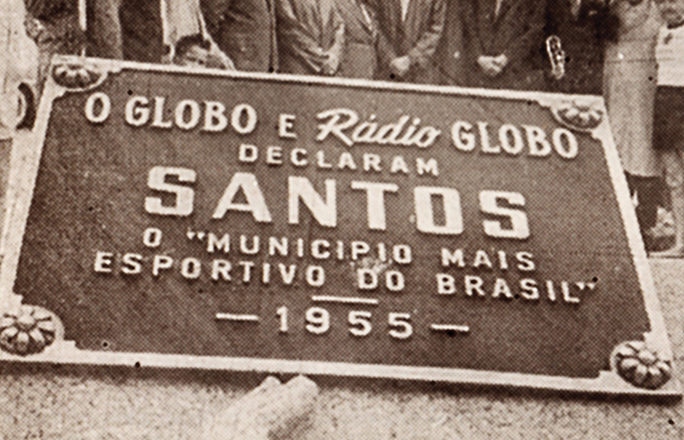 O GLOBO E Rádio GLOBO
DECLARAM
SANTOS
O "MUNICIPIO MAIS
ESPORTIVO DO BRASIL"
— 1955 —